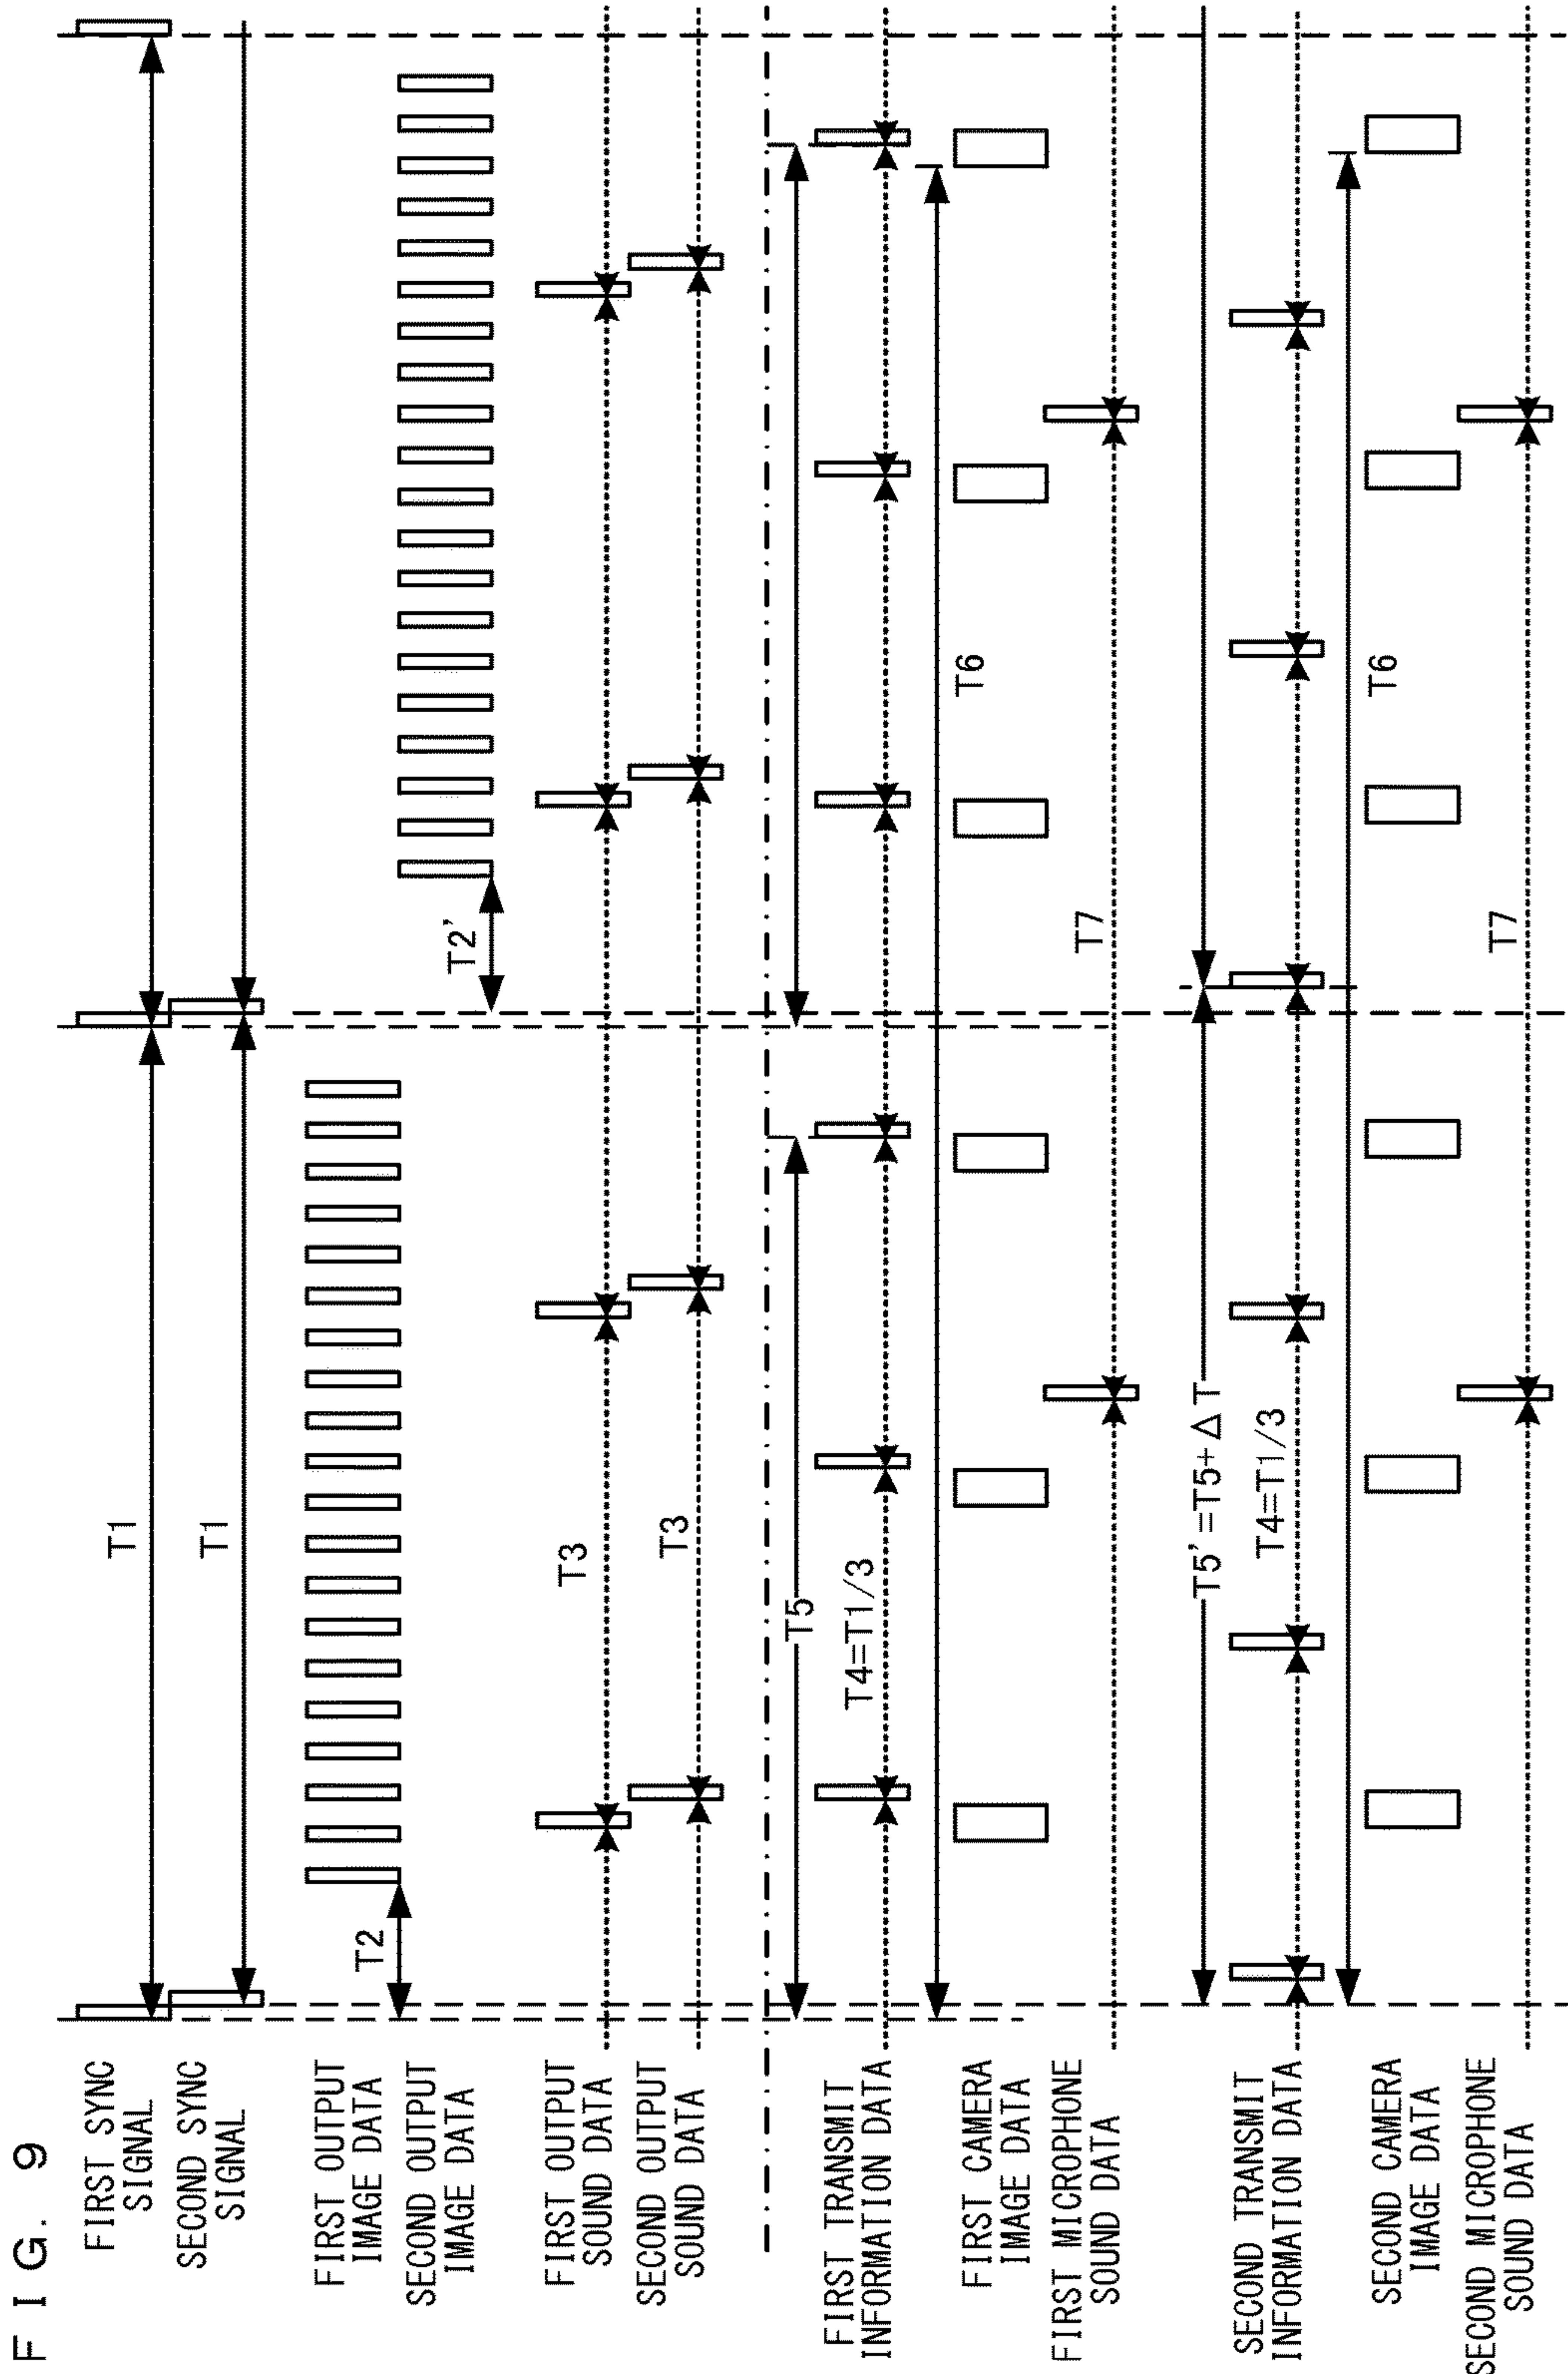 FIG. 9
FIRST SYNC
SIGNAL
T1
SECOND SYNC
SIGNAL
T1
FIRST OUTPUT
IMAGE DATA
T2
SECOND OUTPUT
IMAGE DATA
T2'
FIRST OUTPUT
SOUND DATA
T3
SECOND OUTPUT
SOUND DATA
T3
T5
FIRST TRANSMIT
INFORMATION DATA
T4=T1/3
T6
FIRST CAMERA
IMAGE DATA
FIRST MICROPHONE
SOUND DATA
T7
T5'=T5+ΔT
SECOND TRANSMIT
INFORMATION DATA
T4=T1/3
T6
SECOND CAMERA
IMAGE DATA
SECOND MICROPHONE
SOUND DATA
T7